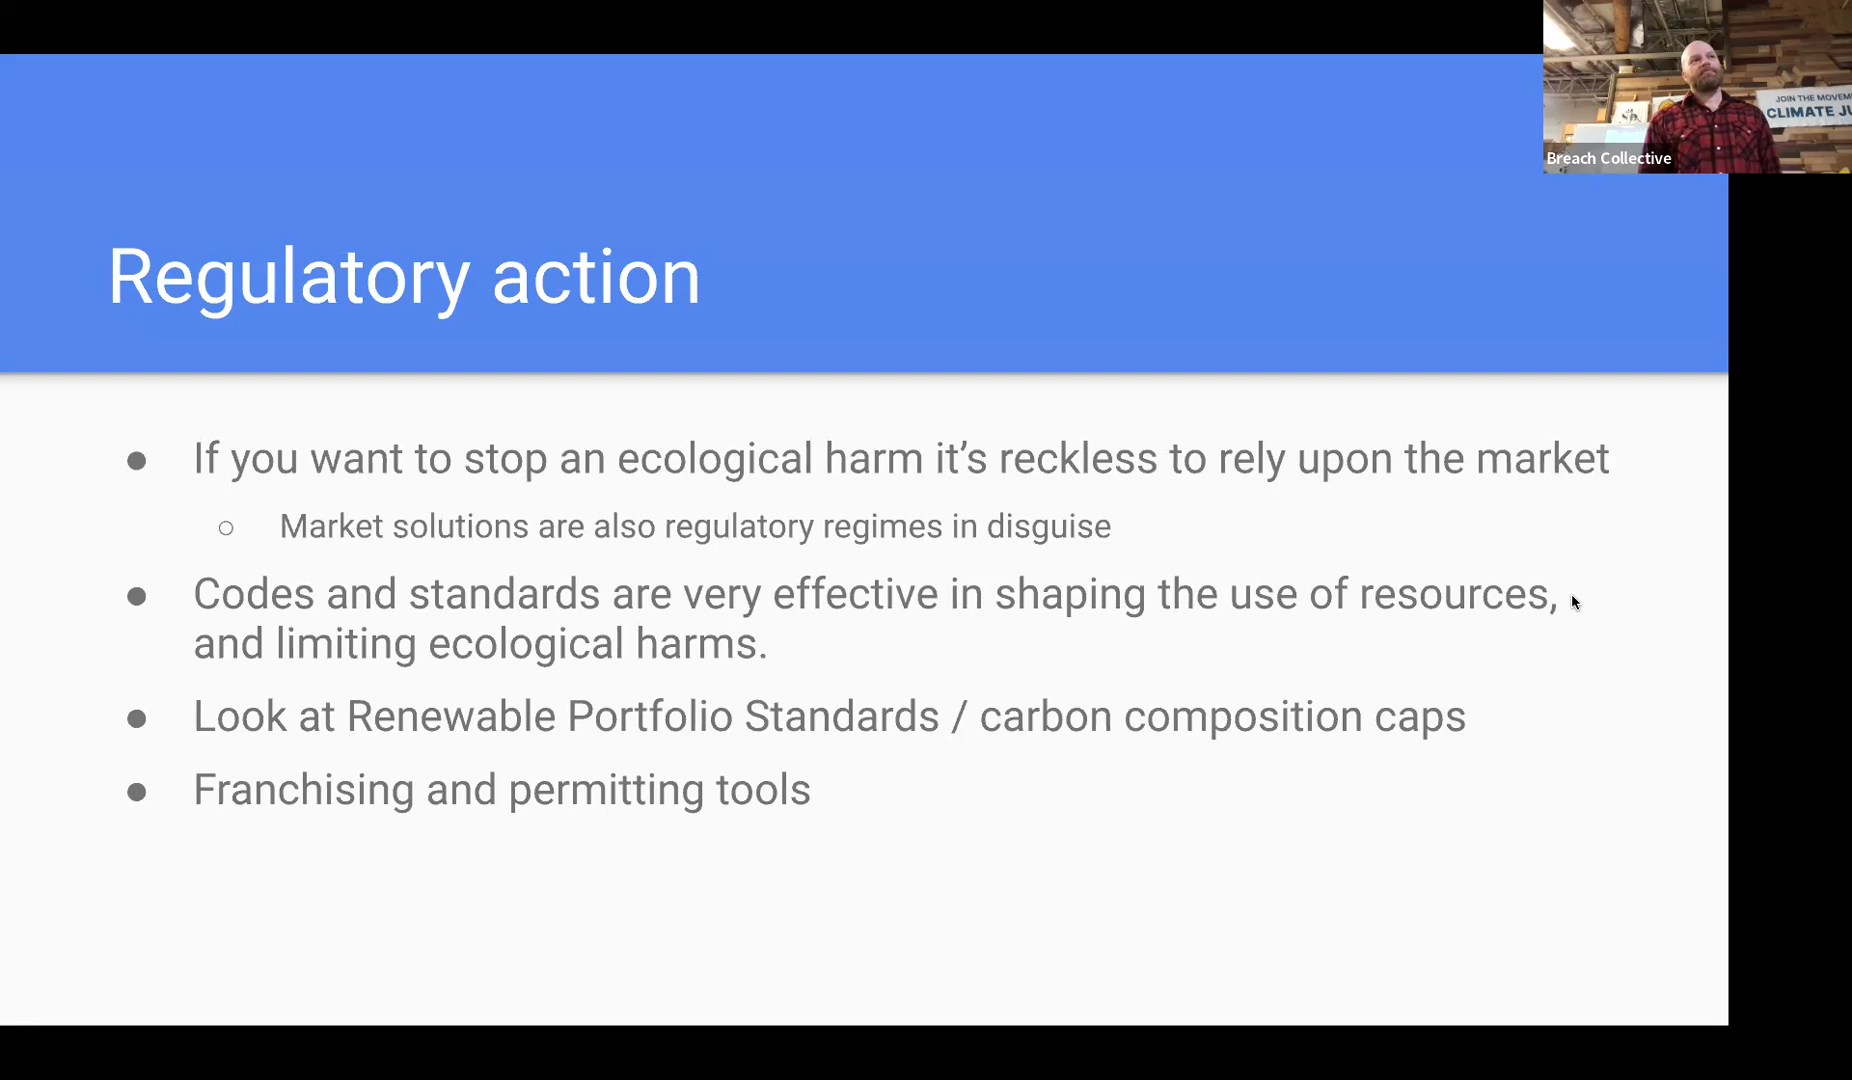 JOIN THE MOVEM
CLIMATE JU
Breach Collective
Regulatory action
● If you want to stop an ecological harm it’s reckless to rely upon the market
○ Market solutions are also regulatory regimes in disguise
● Codes and standards are very effective in shaping the use of resources,
and limiting ecological harms.
● Look at Renewable Portfolio Standards / carbon composition caps
● Franchising and permitting tools